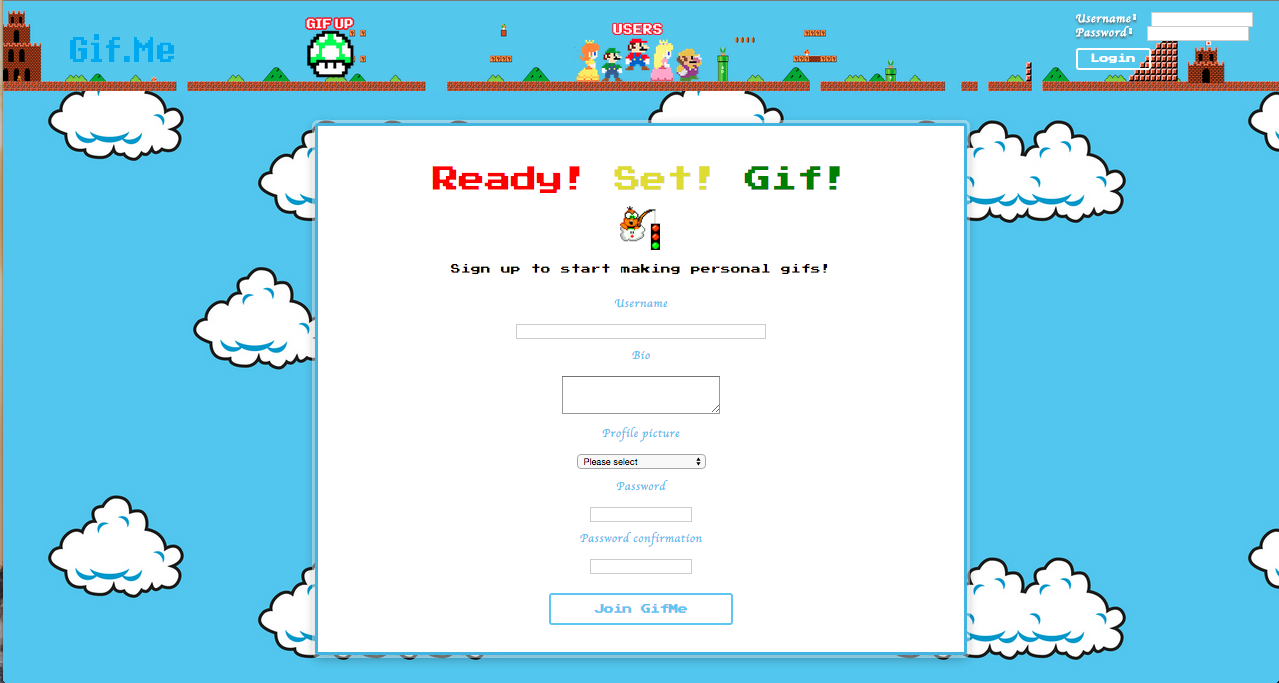 Gif.Me
GIF UP
USERS
Username:
Password:
Login
Ready! Set! Gif!
Sign up to start making personal gifs!
Username
Bio
Profile picture
Please select
Password
Password confirmation
Join GifMe